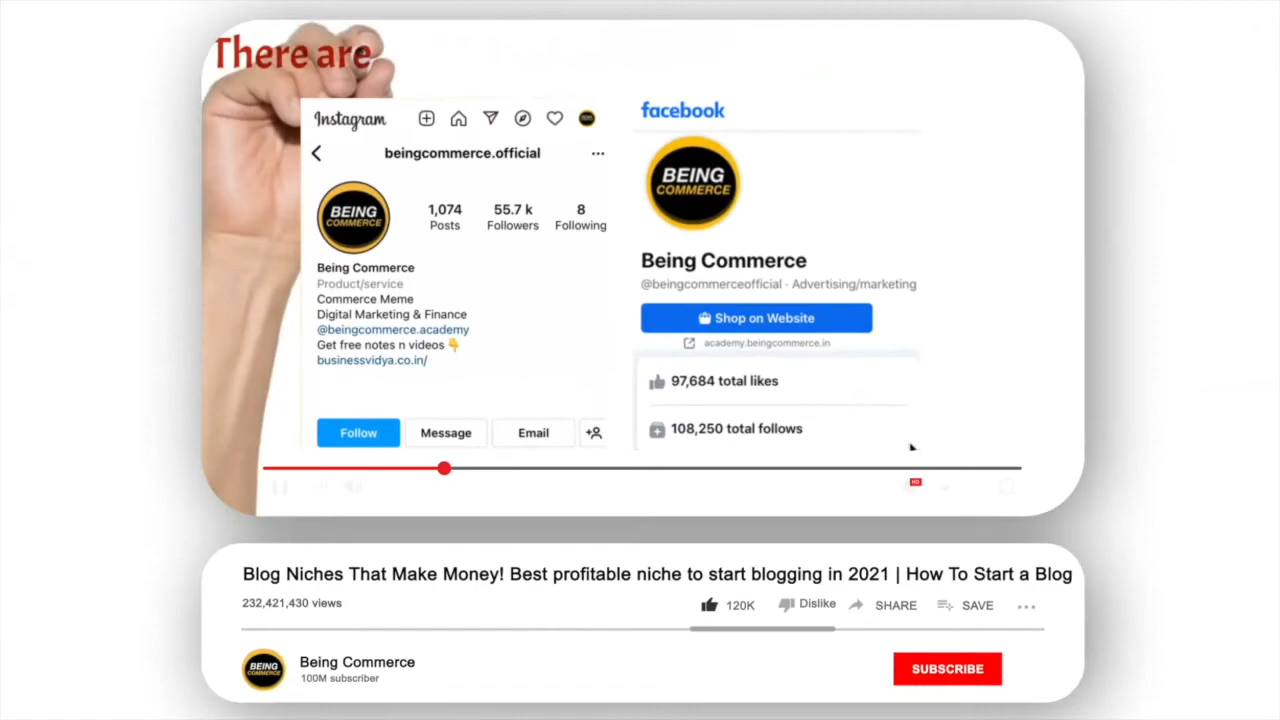 There are
Instagram
beingcommerce.official
BEING
COMMERCE
1,074
Posts
55.7 k
Followers
8
Following
Being Commerce
Product/service
Commerce Meme
Digital Marketing & Finance
@beingcommerce.academy
Get free notes n videos 👇
businessvidya.co.in/
Follow
Message
Email
facebook
BEING
COMMERCE
Being Commerce
@beingcommerceofficial · Advertising/marketing
Shop on Website
academy.beingcommerce.in
97,684 total likes
108,250 total follows
HD
Blog Niches That Make Money! Best profitable niche to start blogging in 2021 | How To Start a Blog
232,421,430 views
120K
Dislike
SHARE
SAVE
BEING
COMMERCE
Being Commerce
100M subscriber
SUBSCRIBE